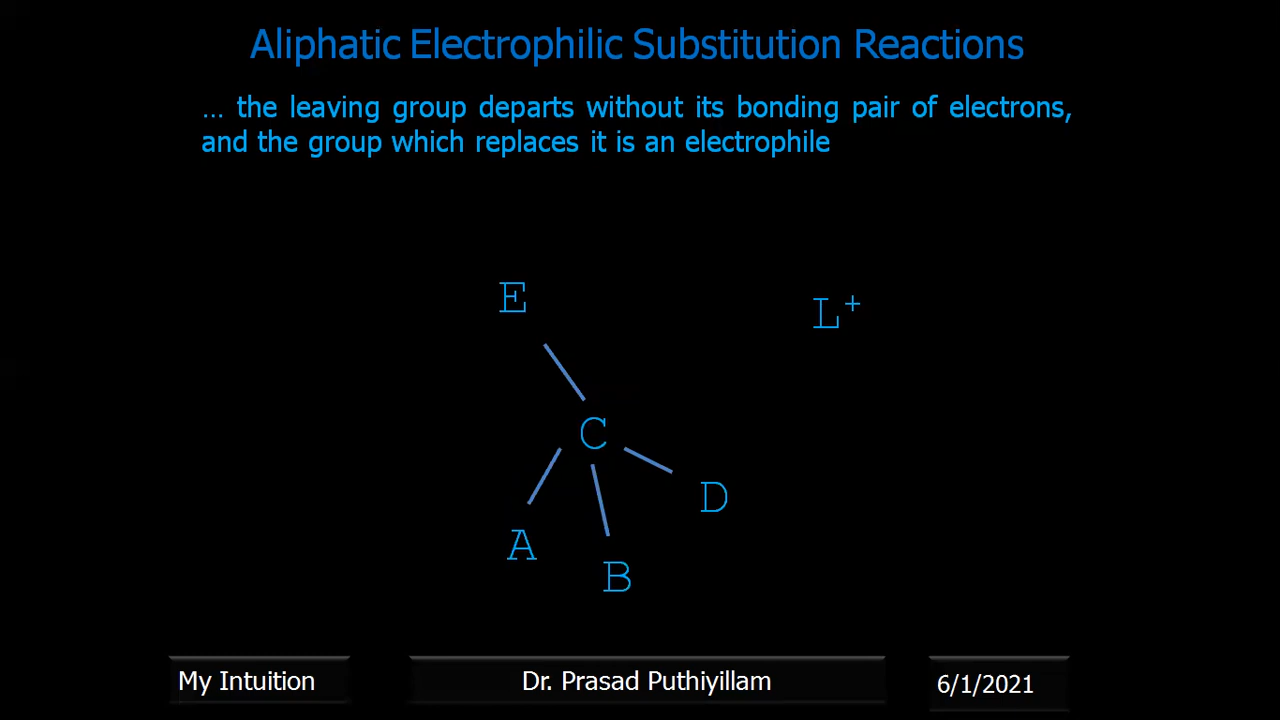 Aliphatic Electrophilic Substitution Reactions
... the leaving group departs without its bonding pair of electrons,
and the group which replaces it is an electrophile
E
L⁺
C
D
A
B
My Intuition
Dr. Prasad Puthiyillam
6/1/2021